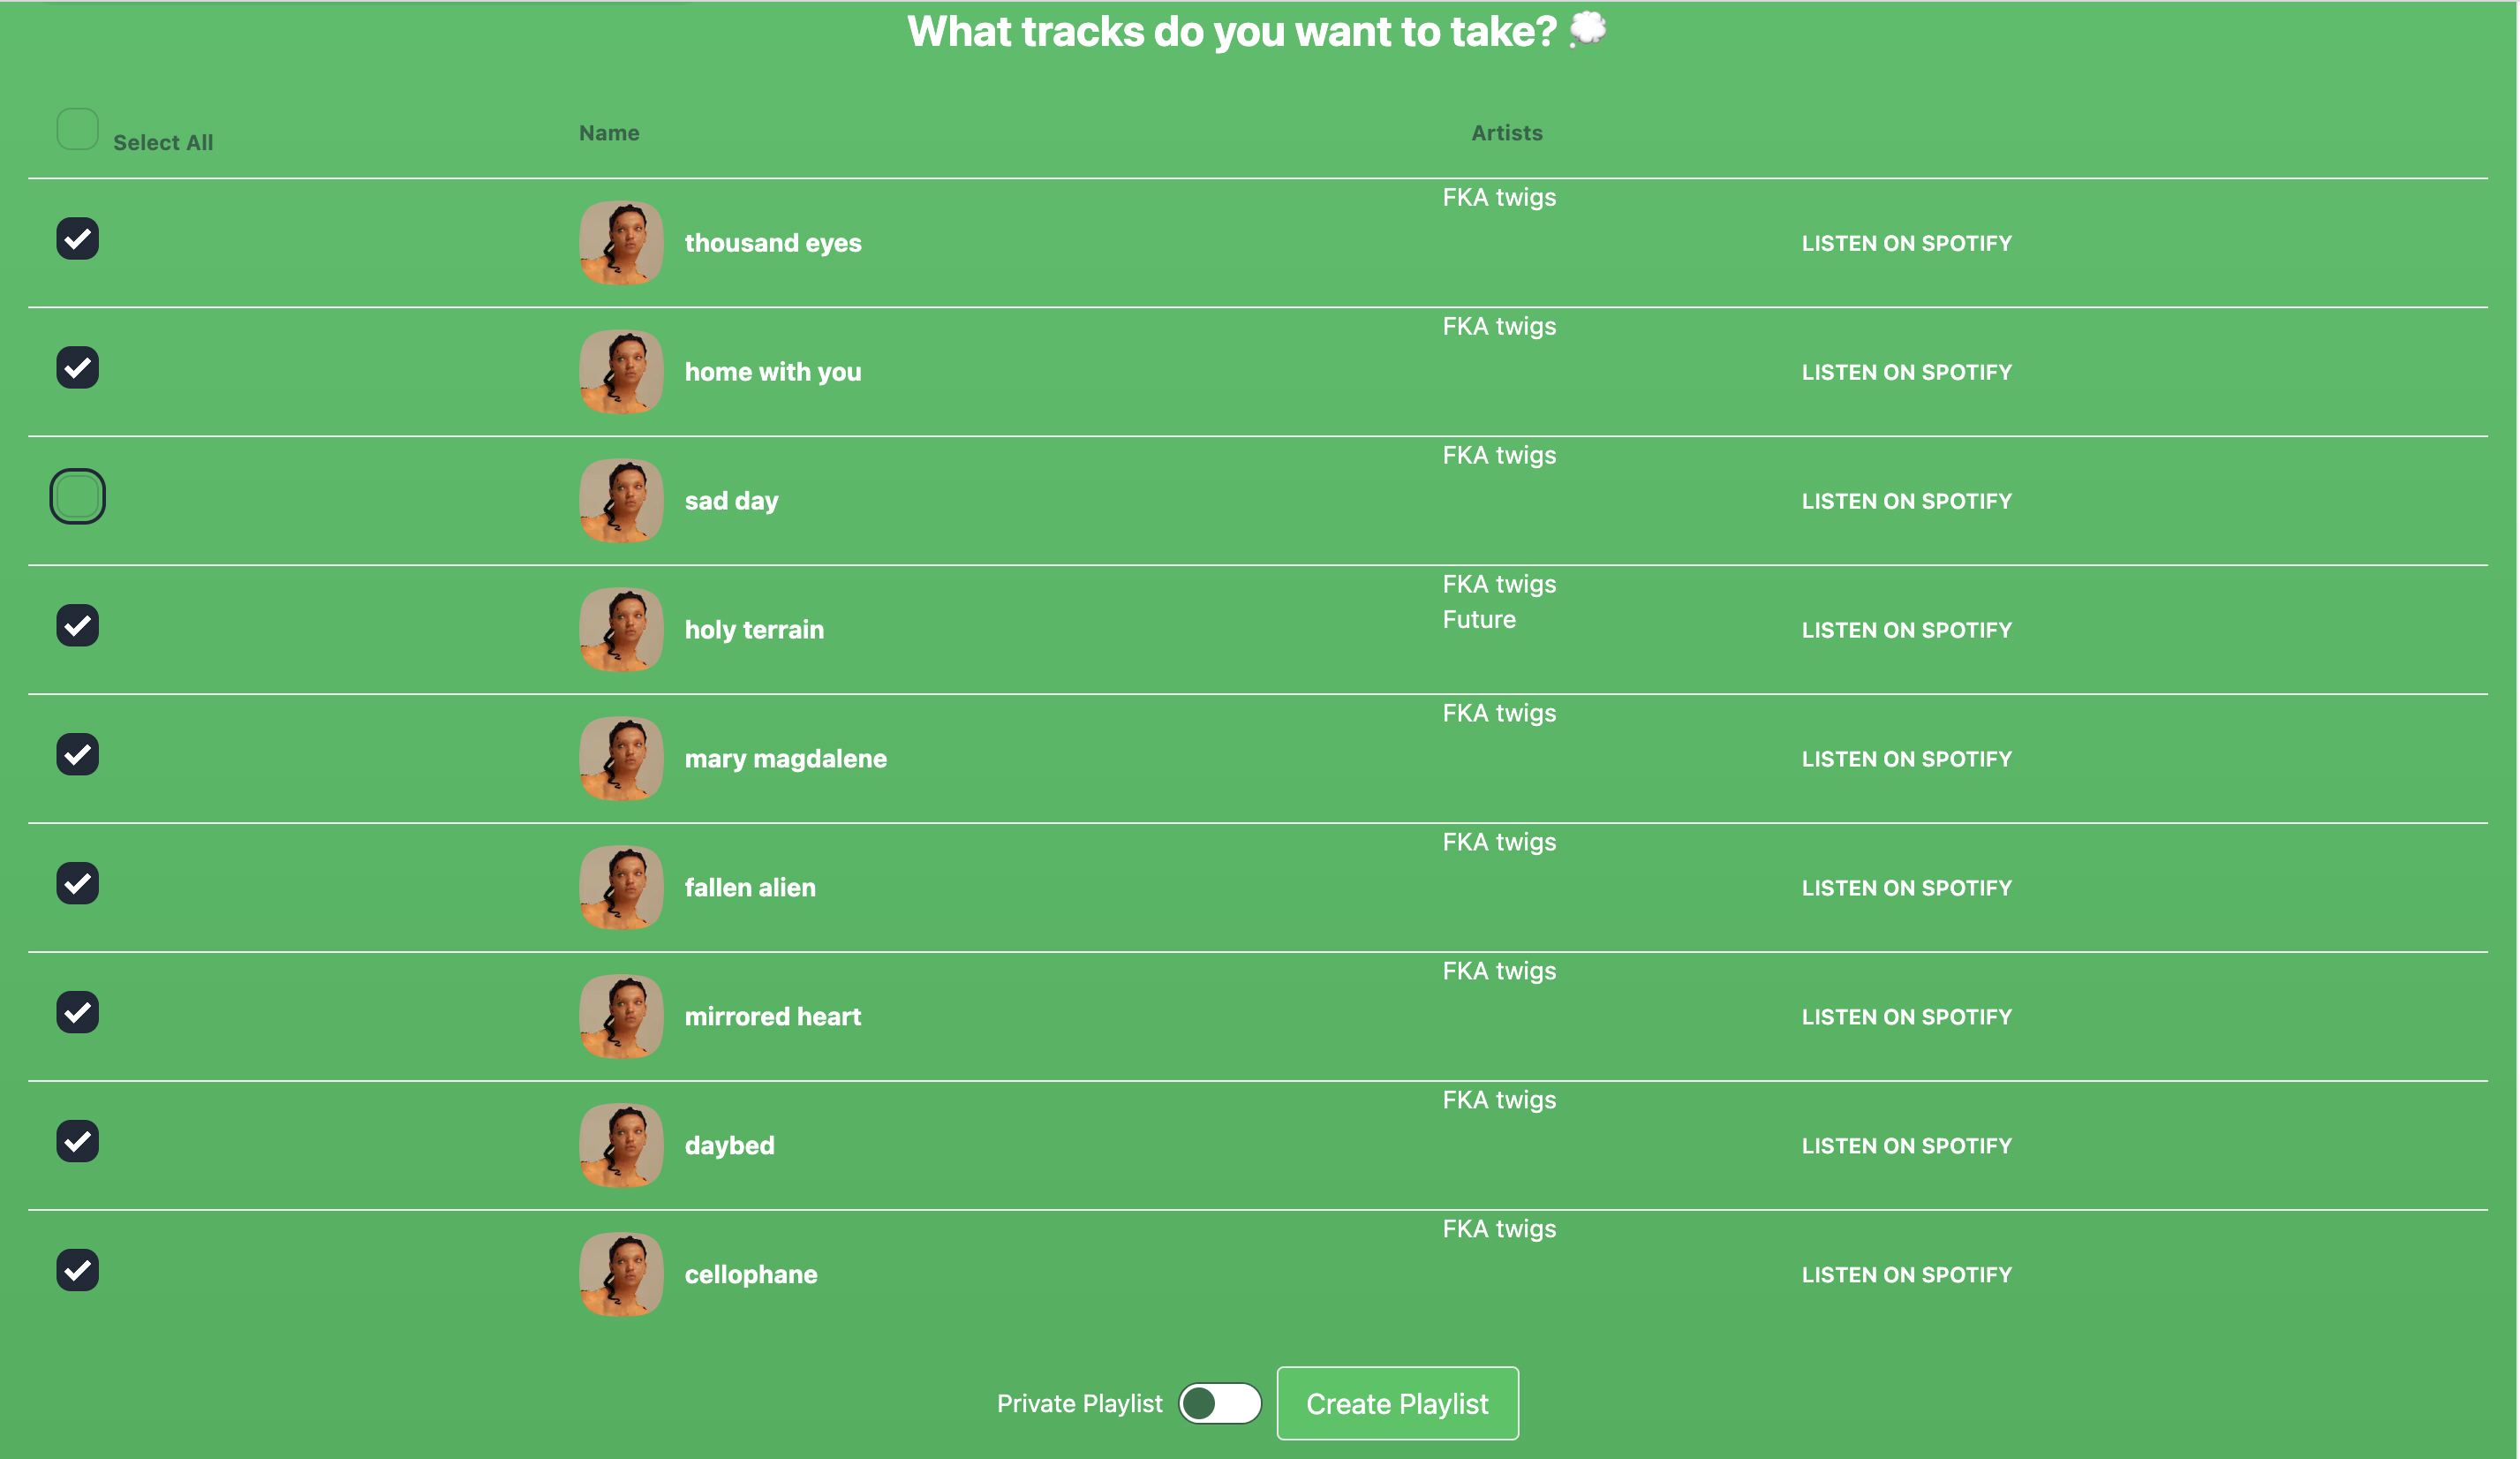 What tracks do you want to take? 💭
Select All Name Artists
thousand eyes FKA twigs LISTEN ON SPOTIFY
home with you FKA twigs LISTEN ON SPOTIFY
sad day FKA twigs LISTEN ON SPOTIFY
holy terrain FKA twigs LISTEN ON SPOTIFY
Future
mary magdalene FKA twigs LISTEN ON SPOTIFY
fallen alien FKA twigs LISTEN ON SPOTIFY
mirrored heart FKA twigs LISTEN ON SPOTIFY
daybed FKA twigs LISTEN ON SPOTIFY
cellophane FKA twigs LISTEN ON SPOTIFY
Private Playlist Create Playlist